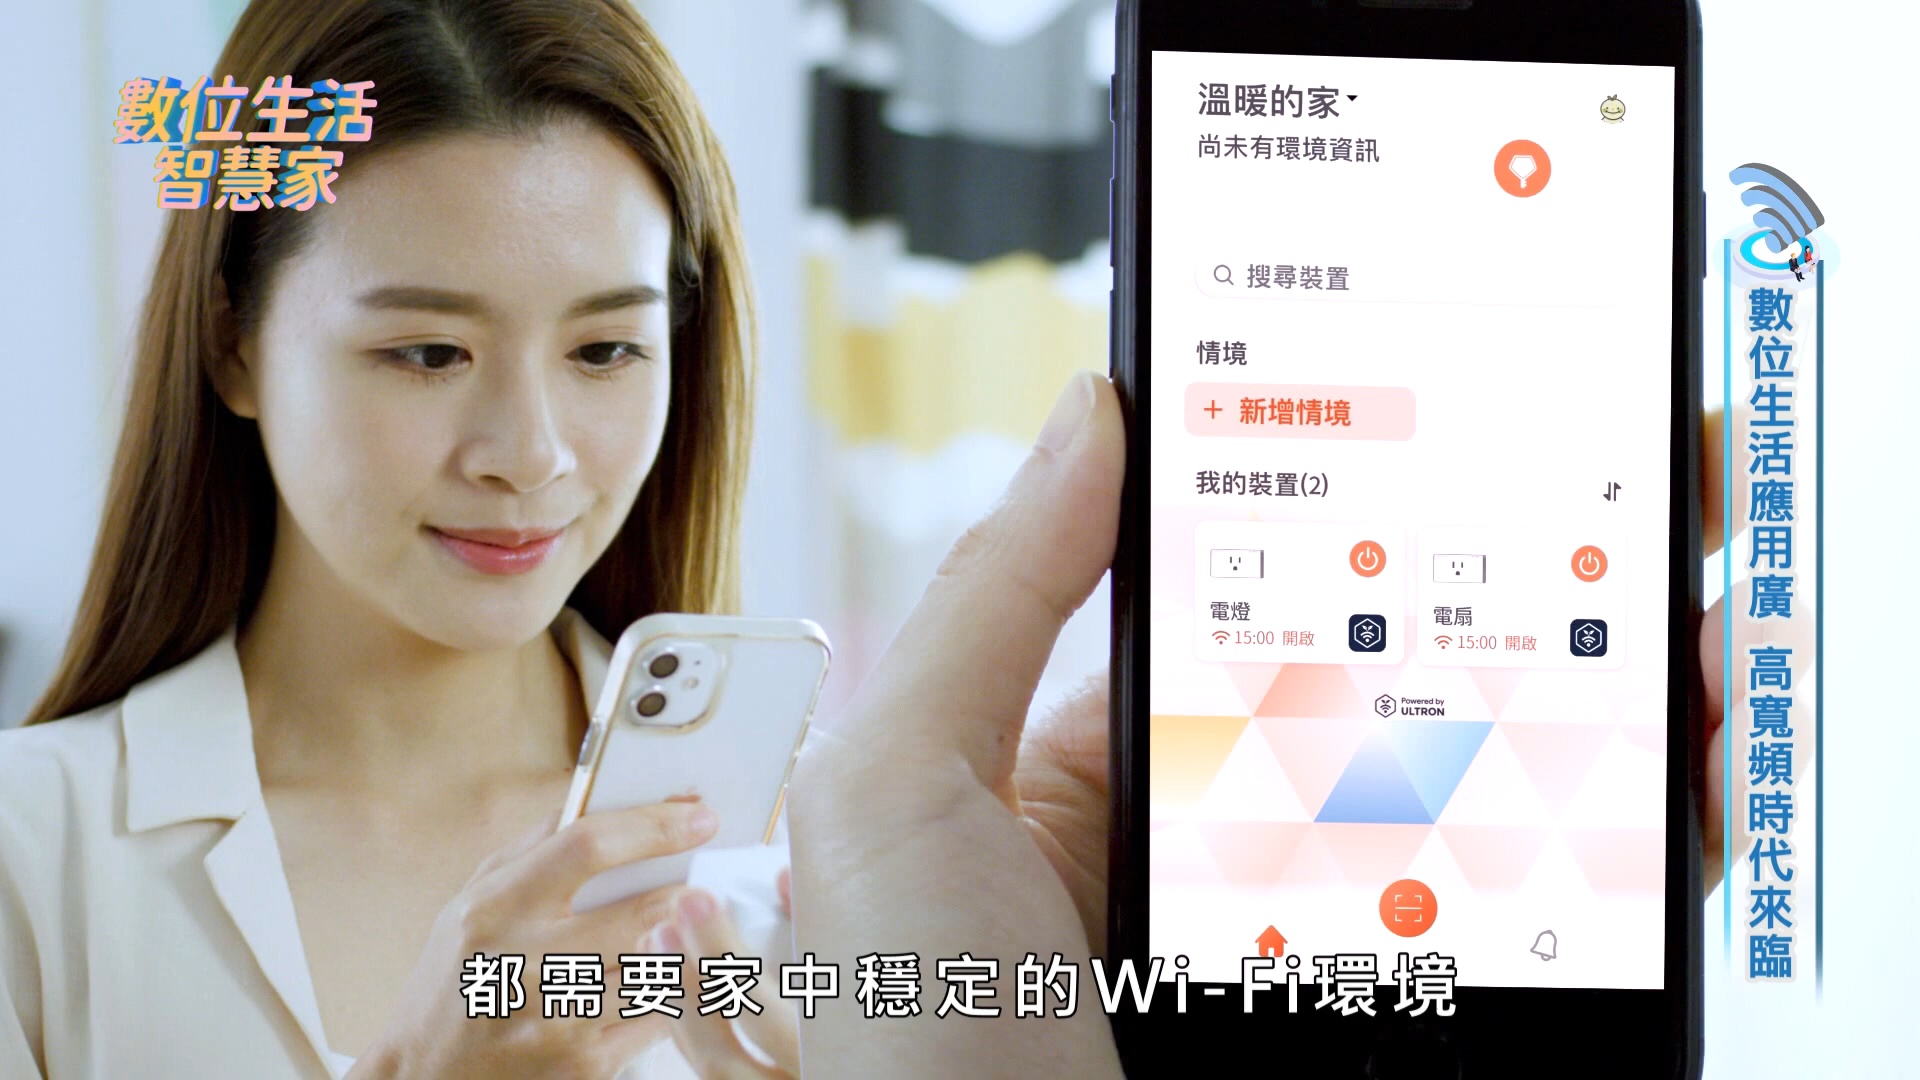 數位生活
智慧家
溫暖的家
尚未有環境資訊
搜尋裝置
情境
+ 新增情境
我的裝置(2)
電燈
15:00 開啟
電扇
15:00 開啟
Powered by
ULTRON
數位生活應用廣 高寬頻時代來臨
都需要家中穩定的Wi-Fi環境